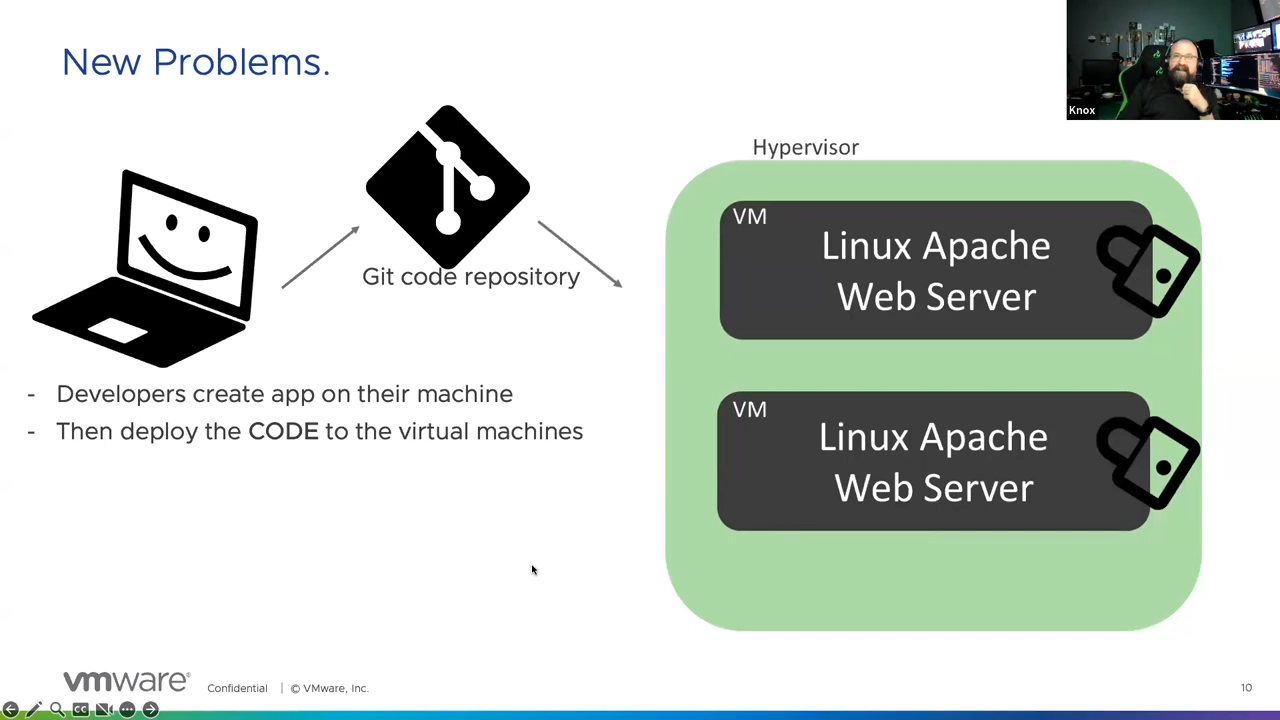 New Problems.
Knox
Hypervisor
Git code repository
VM
Linux Apache
Web Server
VM
Linux Apache
Web Server
- Developers create app on their machine
- Then deploy the CODE to the virtual machines
vmware®
Confidential | © VMware, Inc.
10
CC